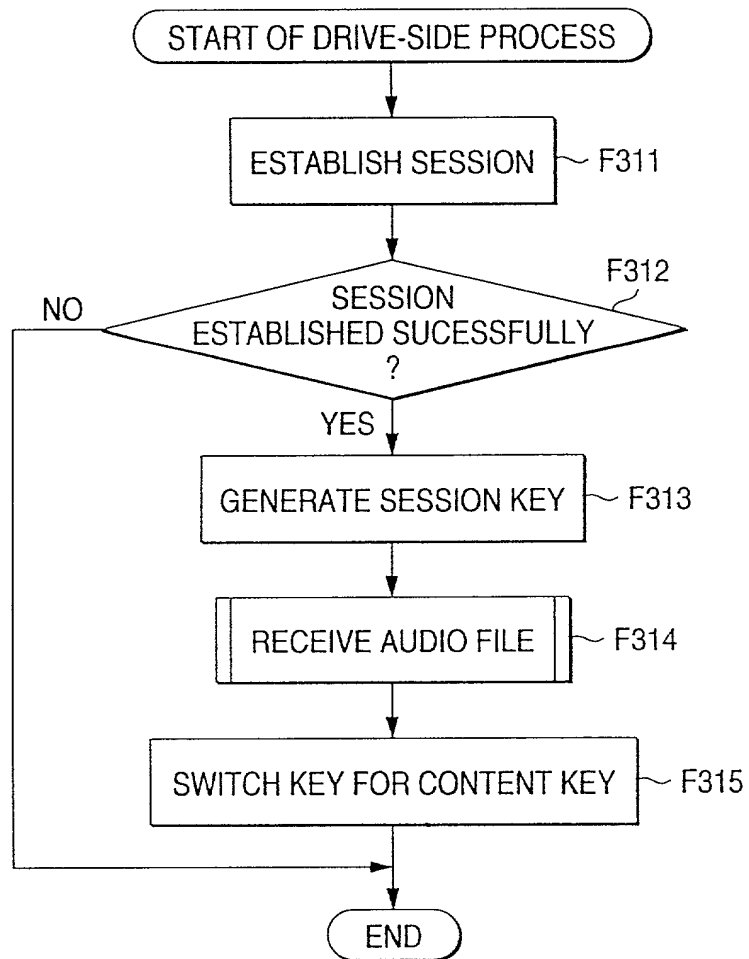 START OF DRIVE-SIDE PROCESS
ESTABLISH SESSION
F311
F312
NO
SESSION
ESTABLISHED SUCESSFULLY
?
YES
GENERATE SESSION KEY
F313
RECEIVE AUDIO FILE
F314
SWITCH KEY FOR CONTENT KEY
F315
END